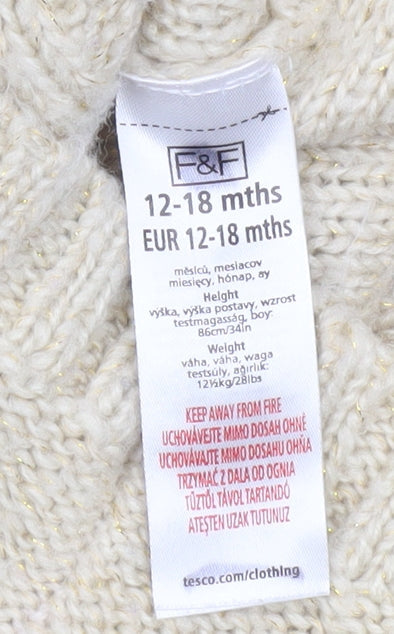 F&F
12-18 mths
EUR 12-18 mths
měsíců, mesiacov
miesięcy, hónap, ay
Height
výška, výška postavy, wzrost
testmagasság, boy:
86cm/34in
Weight
váha, váha, waga
testsúly, ağırlık:
12½kg/28lbs
KEEP AWAY FROM FIRE
UCHOVÁVEJTE MIMO DOSAH OHNĚ
UCHOVÁVAJTE MIMO DOSAHU OHŇA
TRZYMAĆ Z DALA OD OGNIA
TŰZTŐL TÁVOL TARTANDÓ
ATEŞTEN UZAK TUTUNUZ
tesco.com/clothing